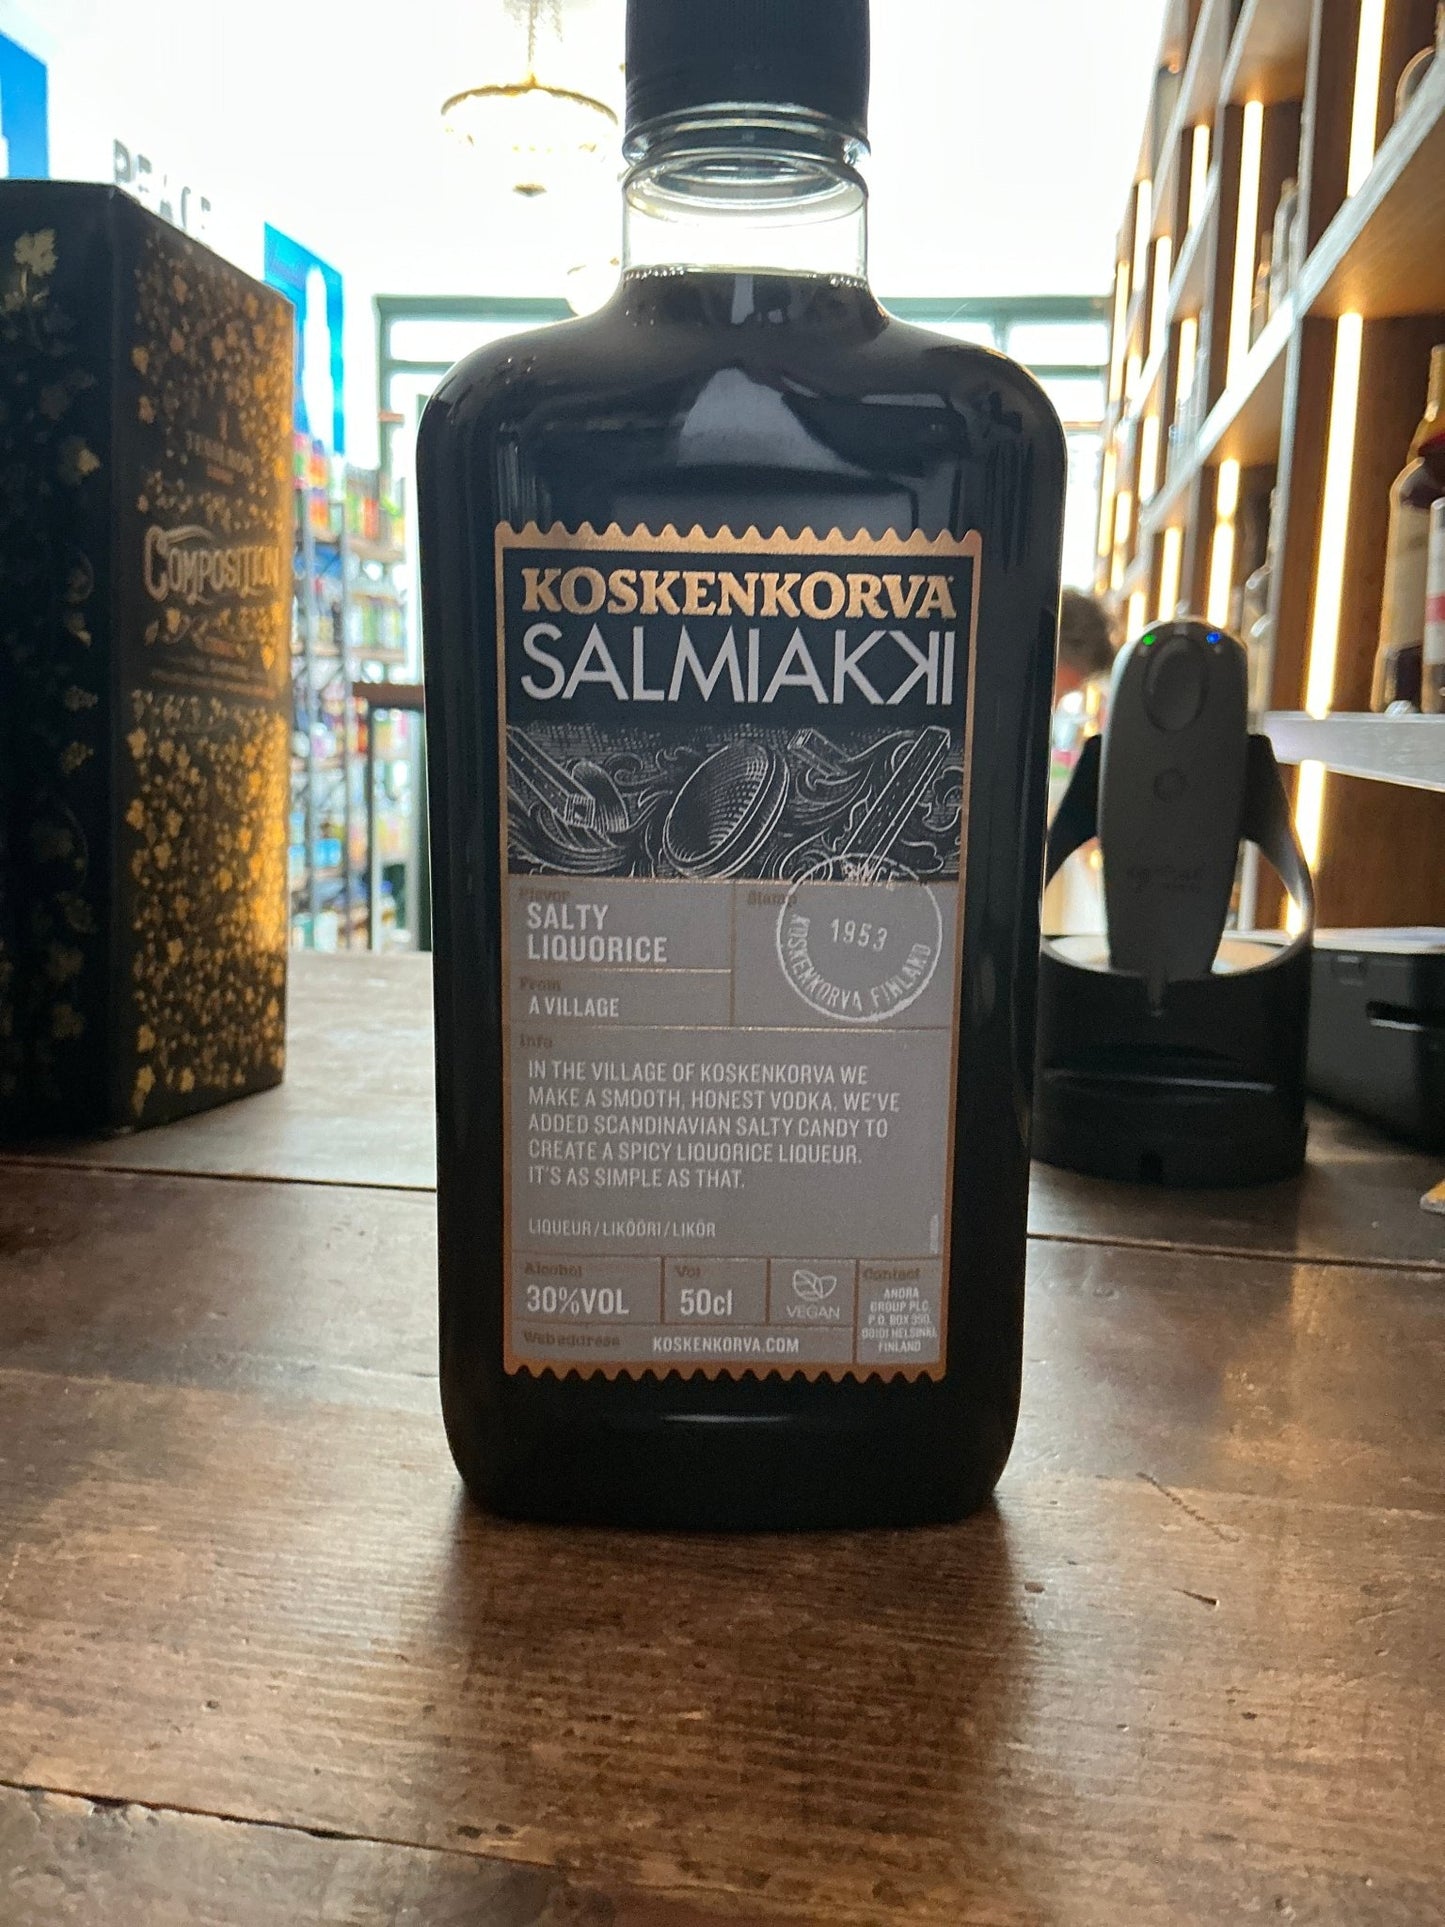 PEACE
COMPOSITION
KOSKENKORVA
SALMIAKKI
Flavor
SALTY
LIQUORICE
Stamp
SINCE
1953
KOSKENKORVA FINLAND
From
A VILLAGE
Info
IN THE VILLAGE OF KOSKENKORVA WE
MAKE A SMOOTH, HONEST VODKA. WE'VE
ADDED SCANDINAVIAN SALTY CANDY TO
CREATE A SPICY LIQUORICE LIQUEUR.
IT'S AS SIMPLE AS THAT.
LIQUEUR / LIKÖÖRI / LIKÖR
Alcohol
30%VOL
Vol
50cl
VEGAN
Contact
ANORA
GROUP PLC,
P.O. BOX 350,
00101 HELSINKI,
FINLAND
Web address
KOSKENKORVA.COM